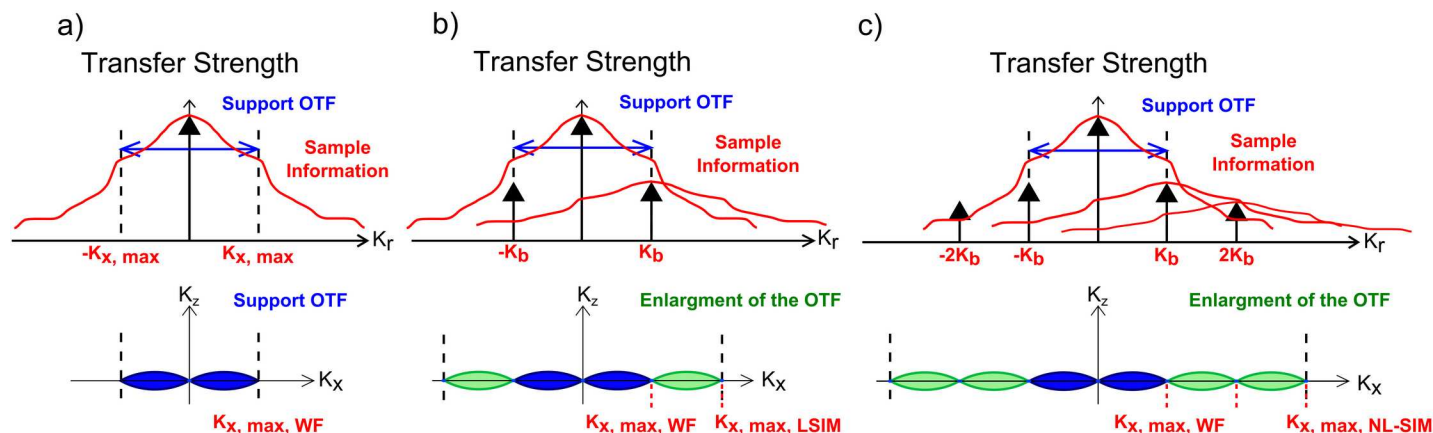 a)
Transfer Strength
Support OTF
Sample
Information
-Kx, max
Kx, max
Kr
Kz
Support OTF
Kx
Kx, max, WF
b)
Transfer Strength
Support OTF
Sample
Information
-Kb
Kb
Kr
Kz
Enlargment of the OTF
Kx
Kx, max, WF
Kx, max, LSIM
c)
Transfer Strength
Support OTF
Sample
Information
-2Kb
-Kb
Kb
2Kb
Kr
Kz
Enlargment of the OTF
Kx
Kx, max, WF
Kx, max, NL-SIM